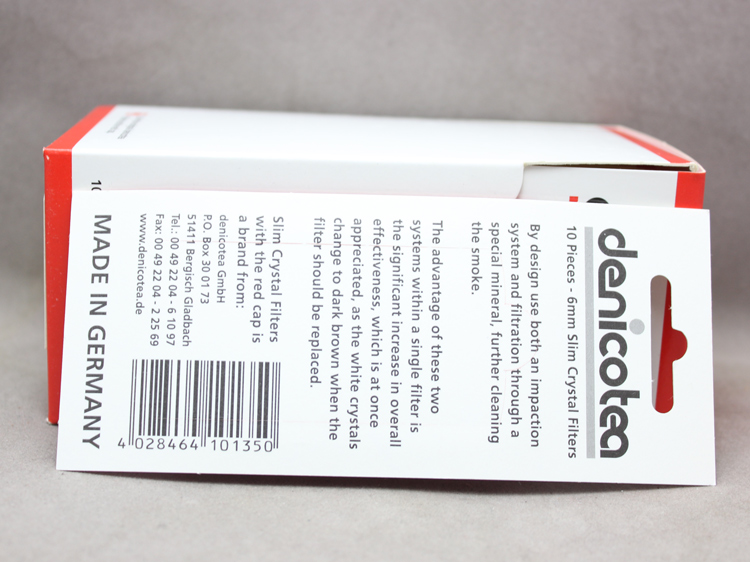 denicotea
10 Pieces - 6mm Slim Crystal Filters
By design use both an impaction
system and filtration through a
special mineral, further cleaning
the smoke.
The advantage of these two
systems within a single filter is
the significant increase in overall
effectiveness, which is at once
appreciated, as the white crystals
change to dark brown when the
filter should be replaced.
Slim Crystal Filters
with the red cap is
a brand from:
denicotea GmbH
P.O. Box 30 01 73
51411 Bergisch Gladbach
Tel.: 00 49 22 04 - 6 10 97
Fax: 00 49 22 04 - 2 25 69
www.denicotea.de
4 028464 101350
MADE IN GERMANY
10